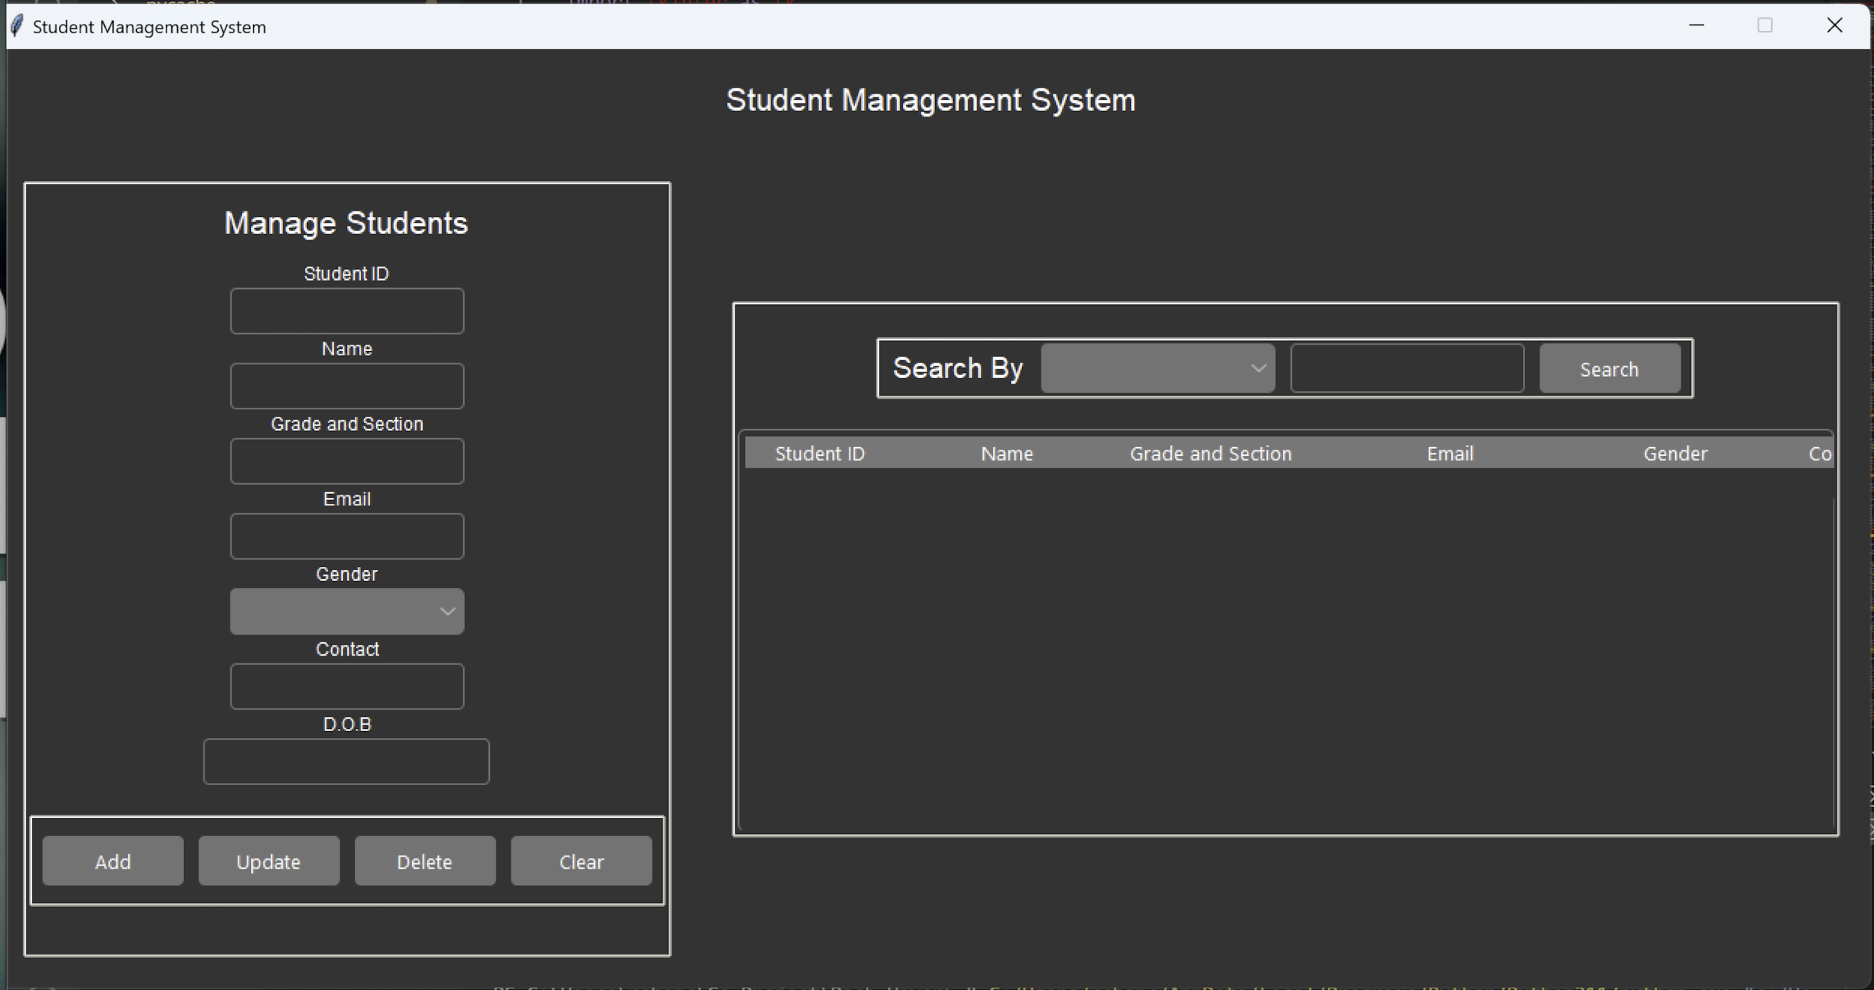 Student Management System
Student Management System
Manage Students
Student ID
Name
Grade and Section
Email
Gender
Contact
D.O.B
Add Update Delete Clear
Search By Search
Student ID Name Grade and Section Email Gender Co